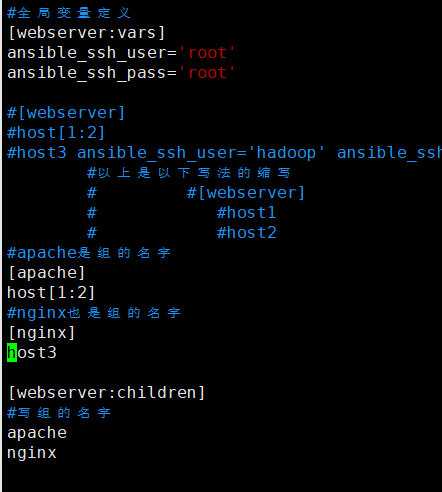 #全局变量定义
[webserver:vars]
ansible_ssh_user='root'
ansible_ssh_pass='root'
#[webserver]
#host[1:2]
#host3 ansible_ssh_user='hadoop' ansible_ssh
#以上是以下写法的缩写
# #[webserver]
# #host1
# #host2
#apache是组的名字
[apache]
host[1:2]
#nginx也是组的名字
[nginx]
host3
[webserver:children]
#写组的名字
apache
nginx